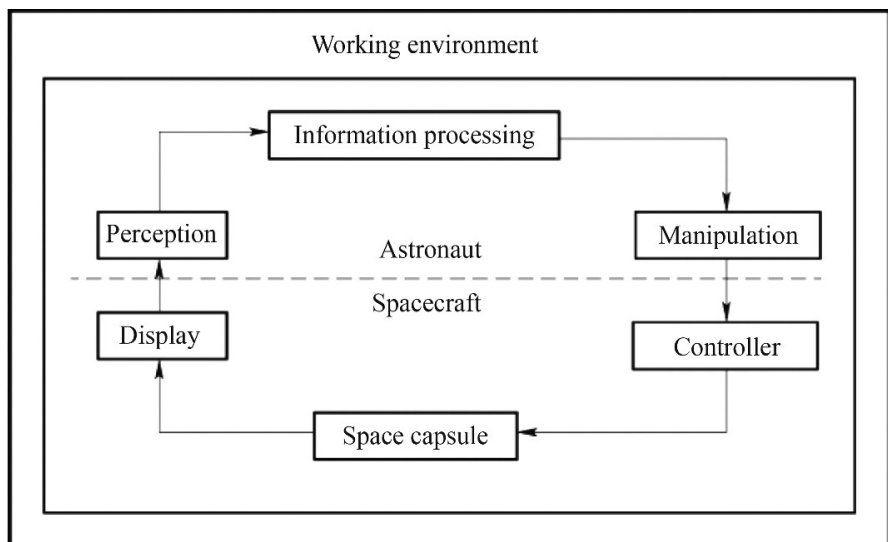 Working environment
Information processing
Perception
Manipulation
Astronaut
Spacecraft
Display
Controller
Space capsule